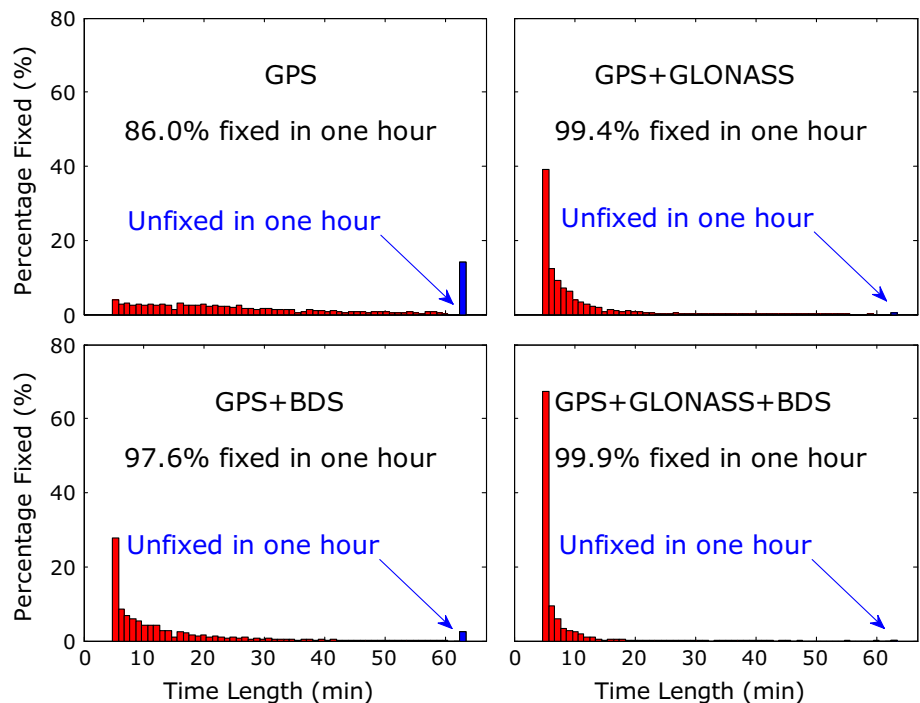 80
60
40
20
0
Percentage Fixed (%)
GPS
86.0% fixed in one hour
Unfixed in one hour
GPS+GLONASS
99.4% fixed in one hour
Unfixed in one hour
80
60
40
20
0
Percentage Fixed (%)
GPS+BDS
97.6% fixed in one hour
Unfixed in one hour
0 10 20 30 40 50 60
Time Length (min)
GPS+GLONASS+BDS
99.9% fixed in one hour
Unfixed in one hour
0 10 20 30 40 50 60
Time Length (min)